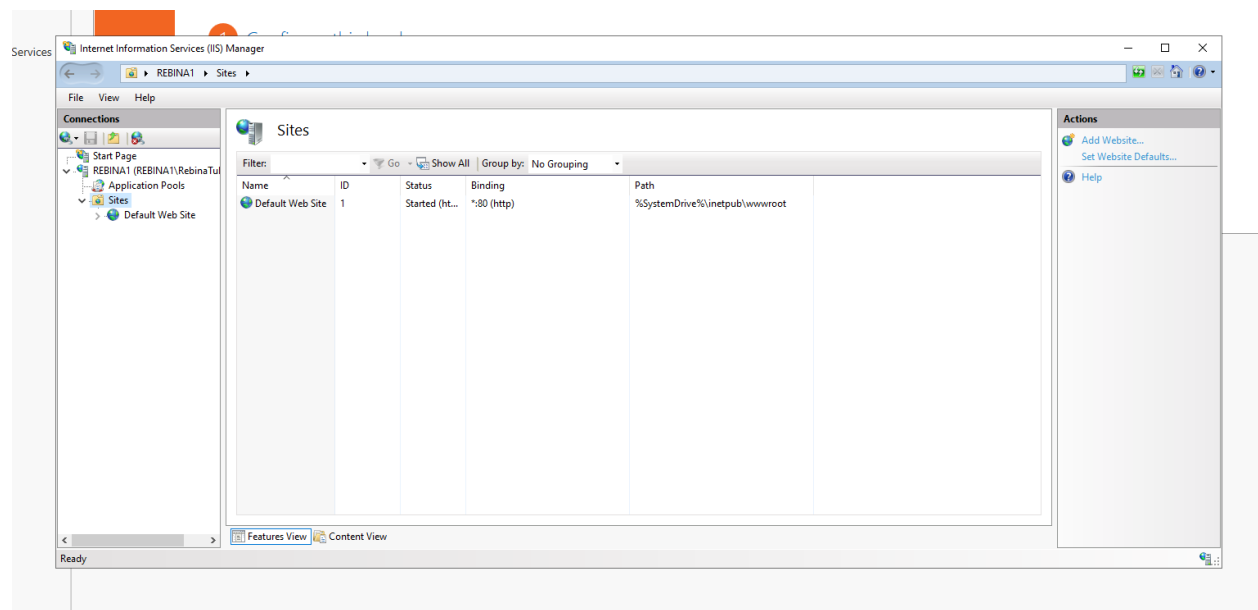 Services
Internet Information Services (IIS) Manager
REBINA1 Sites
File View Help
Connections
Start Page
REBINA1 (REBINA1\RebinaTul
Application Pools
Sites
Default Web Site
Sites
Filter: Go Show All Group by: No Grouping
Name ID Status Binding Path
Default Web Site 1 Started (ht... *:80 (http) %SystemDrive%\inetpub\wwwroot
Features View Content View
Actions
Add Website...
Set Website Defaults...
Help
Ready